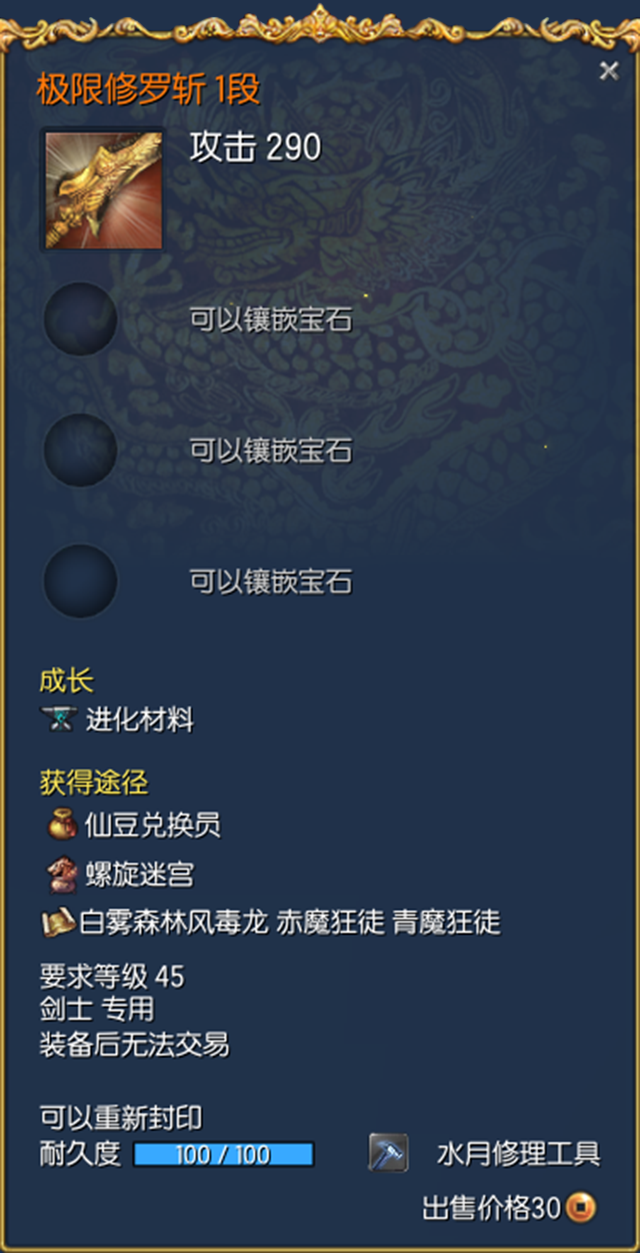 极限修罗斩 1段
攻击 290
可以镶嵌宝石
可以镶嵌宝石
可以镶嵌宝石
成长
进化材料
获得途径
仙豆兑换员
螺旋迷宫
白雾森林风毒龙 赤魔狂徒 青魔狂徒
要求等级 45
剑士 专用
装备后无法交易
可以重新封印
耐久度 100 / 100 水月修理工具
出售价格30